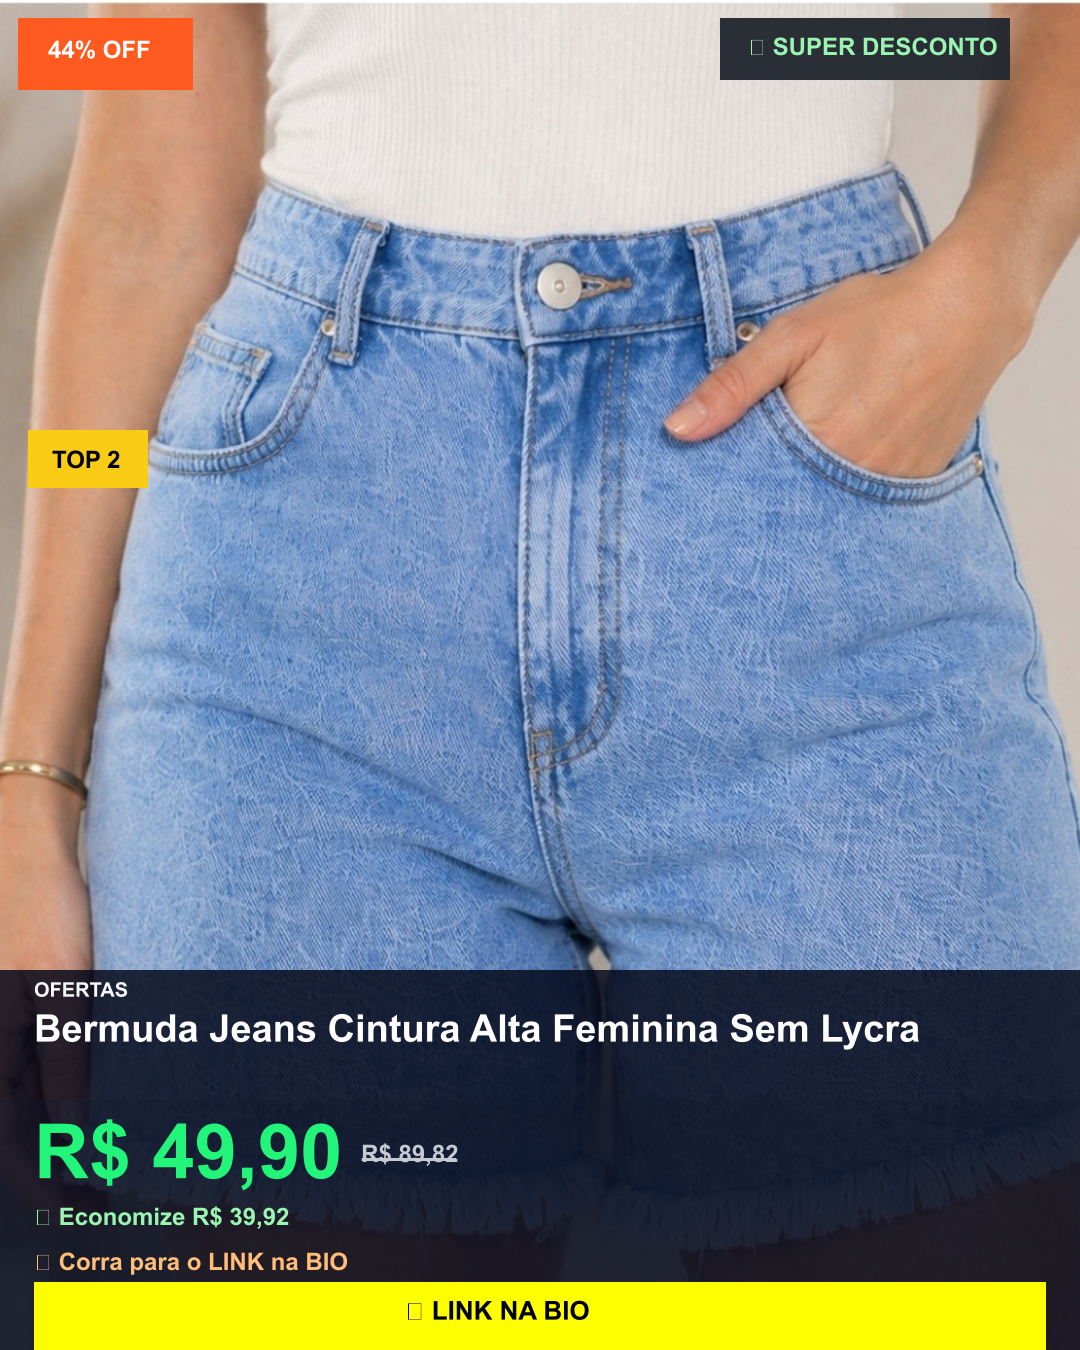 44% OFF
SUPER DESCONTO
TOP 2
OFERTAS
Bermuda Jeans Cintura Alta Feminina Sem Lycra
R$ 49,90 R$ 89,82
Economize R$ 39,92
Corra para o LINK na BIO
LINK NA BIO